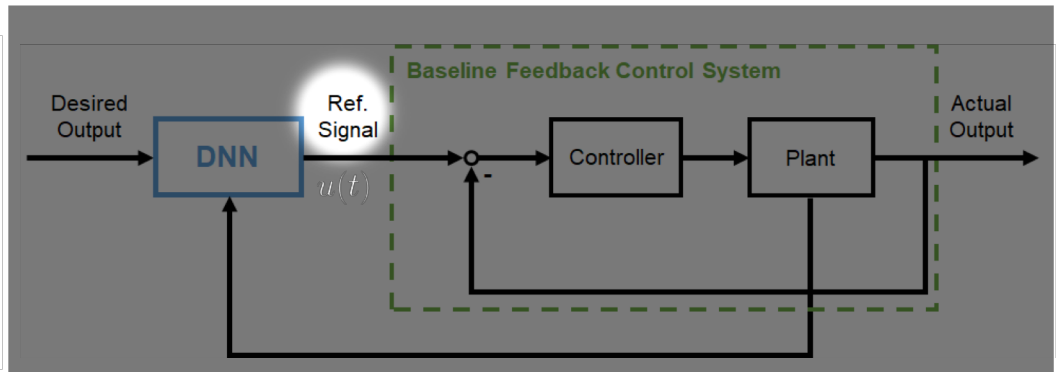 Baseline Feedback Control System
Desired
Output
DNN
Ref.
Signal
u(t)
-
Controller
Plant
Actual
Output